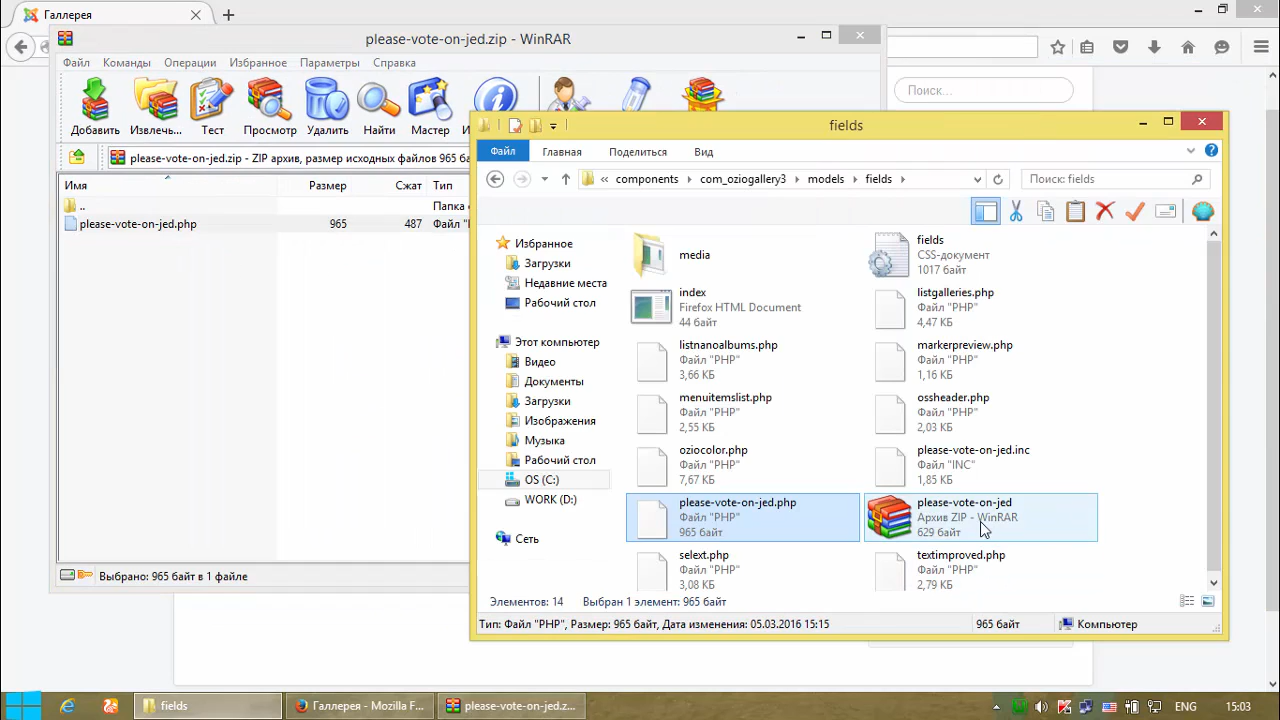 Галлерея
please-vote-on-jed.zip - WinRAR
Файл Команды Операции Избранное Параметры Справка
Поиск...
Добавить Извлечь... Тест Просмотр Удалить Найти Мастер
please-vote-on-jed.zip - ZIP архив, размер исходных файлов 965 ба
Имя Размер Сжат Тип
.. Папка
please-vote-on-jed.php 965 487 Файл "
Выбрано: 965 байт в 1 файле
fields
Файл Главная Поделиться Вид
« components com_oziogallery3 models fields
Поиск: fields
Избранное
Загрузки
Недавние места
Рабочий стол
Этот компьютер
Видео
Документы
Загрузки
Изображения
Музыка
Рабочий стол
OS (C:)
WORK (D:)
Сеть
media
fields
CSS-документ
1017 байт
index
Firefox HTML Document
44 байт
listgalleries.php
Файл "PHP"
4,47 КБ
listnanoalbums.php
Файл "PHP"
3,66 КБ
markerpreview.php
Файл "PHP"
1,16 КБ
menuitemslist.php
Файл "PHP"
2,55 КБ
ossheader.php
Файл "PHP"
2,03 КБ
oziocolor.php
Файл "PHP"
7,67 КБ
please-vote-on-jed.inc
Файл "INC"
1,85 КБ
please-vote-on-jed.php
Файл "PHP"
965 байт
please-vote-on-jed
Архив ZIP - WinRAR
629 байт
selext.php
Файл "PHP"
3,08 КБ
textimproved.php
Файл "PHP"
2,79 КБ
Элементов: 14 Выбран 1 элемент: 965 байт
Тип: Файл "PHP", Размер: 965 байт, Дата изменения: 05.03.2016 15:15 965 байт Компьютер
fields Галлерея - Mozilla F... please-vote-on-jed.z... ENG 15:03